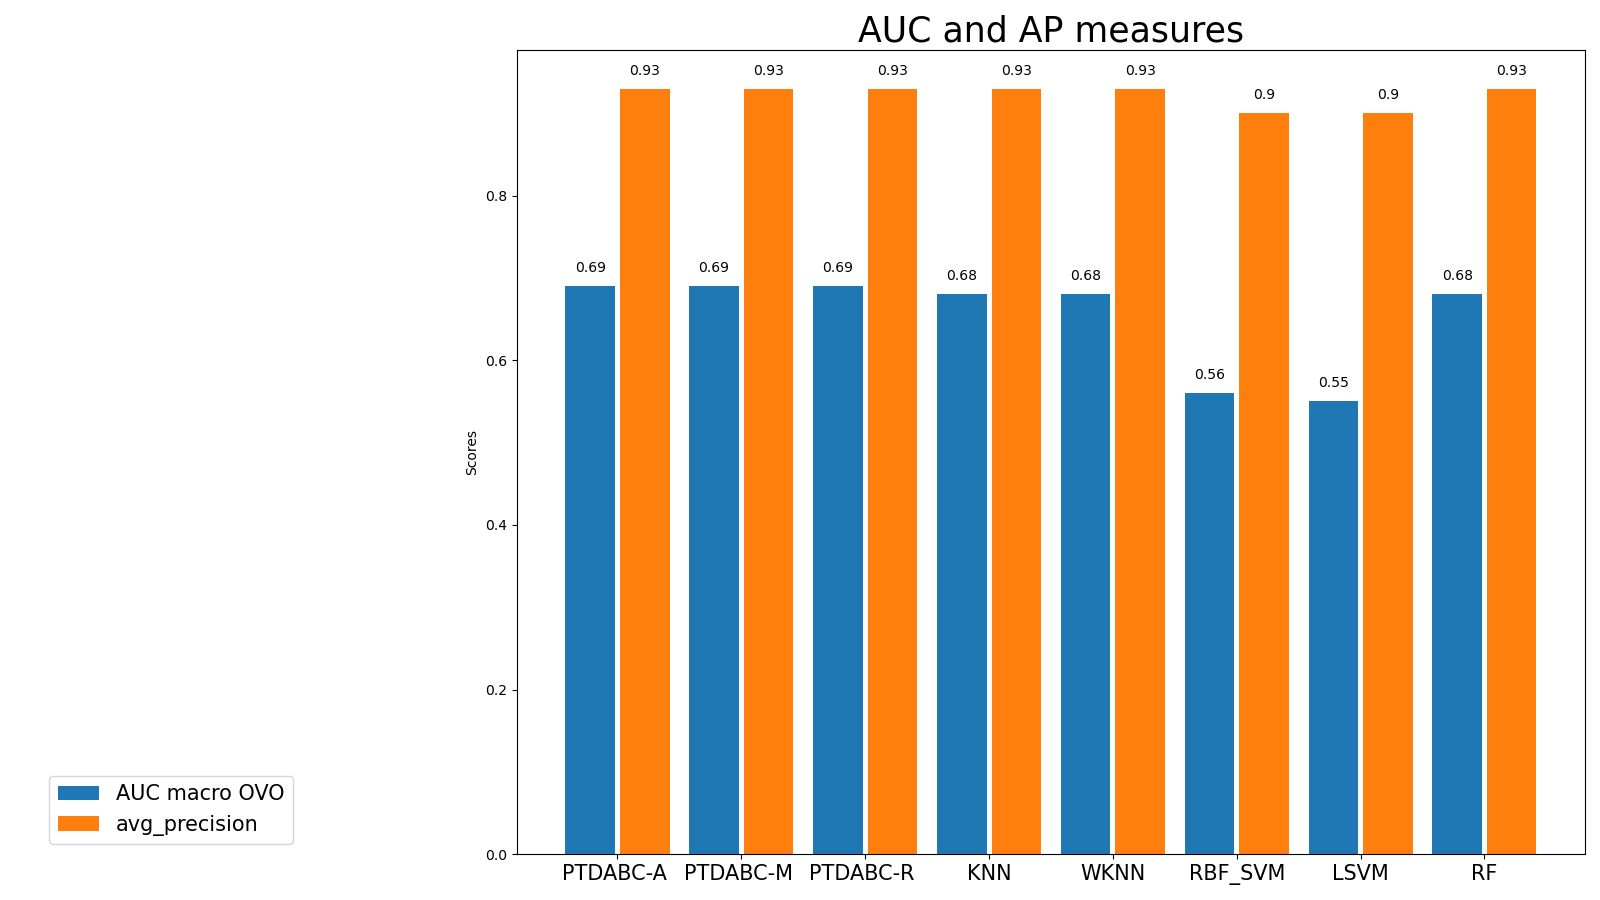 AUC and AP measures
0.93 0.93 0.93 0.93 0.93 0.9 0.9 0.93
0.69 0.69 0.69 0.68 0.68 0.56 0.55 0.68
0.8
0.6
0.4
0.2
0.0
Scores
PTDABC-A PTDABC-M PTDABC-R KNN WKNN RBF_SVM LSVM RF
AUC macro OVO
avg_precision